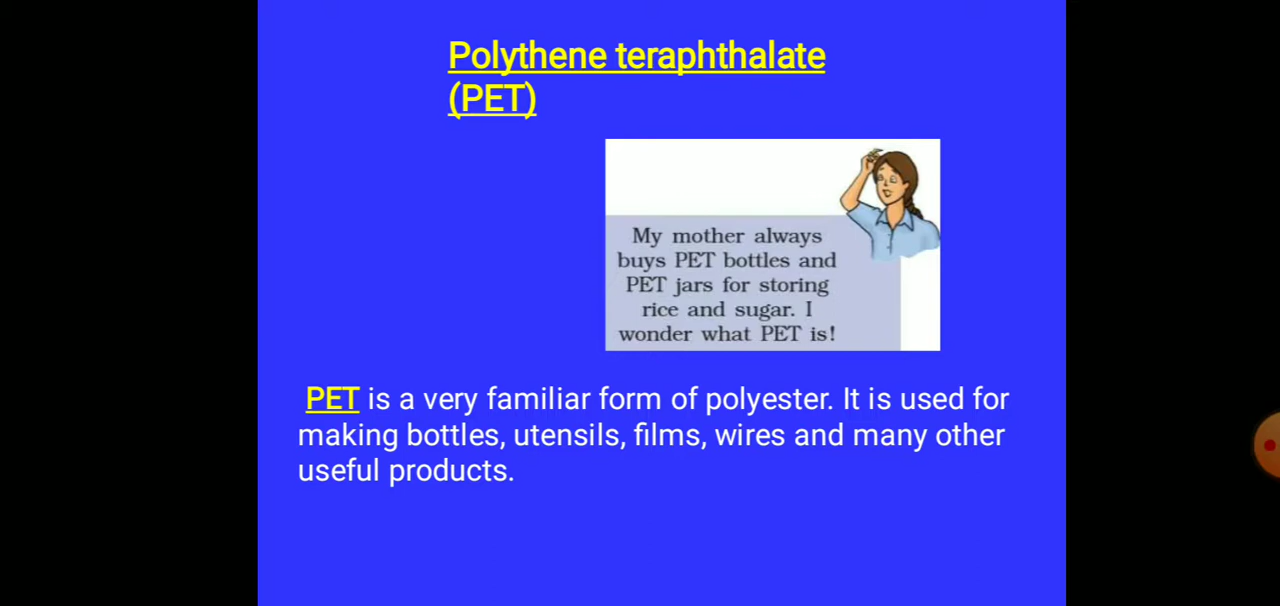 Polythene teraphthalate
(PET)
My mother always
buys PET bottles and
PET jars for storing
rice and sugar. I
wonder what PET is!
PET is a very familiar form of polyester. It is used for
making bottles, utensils, films, wires and many other
useful products.